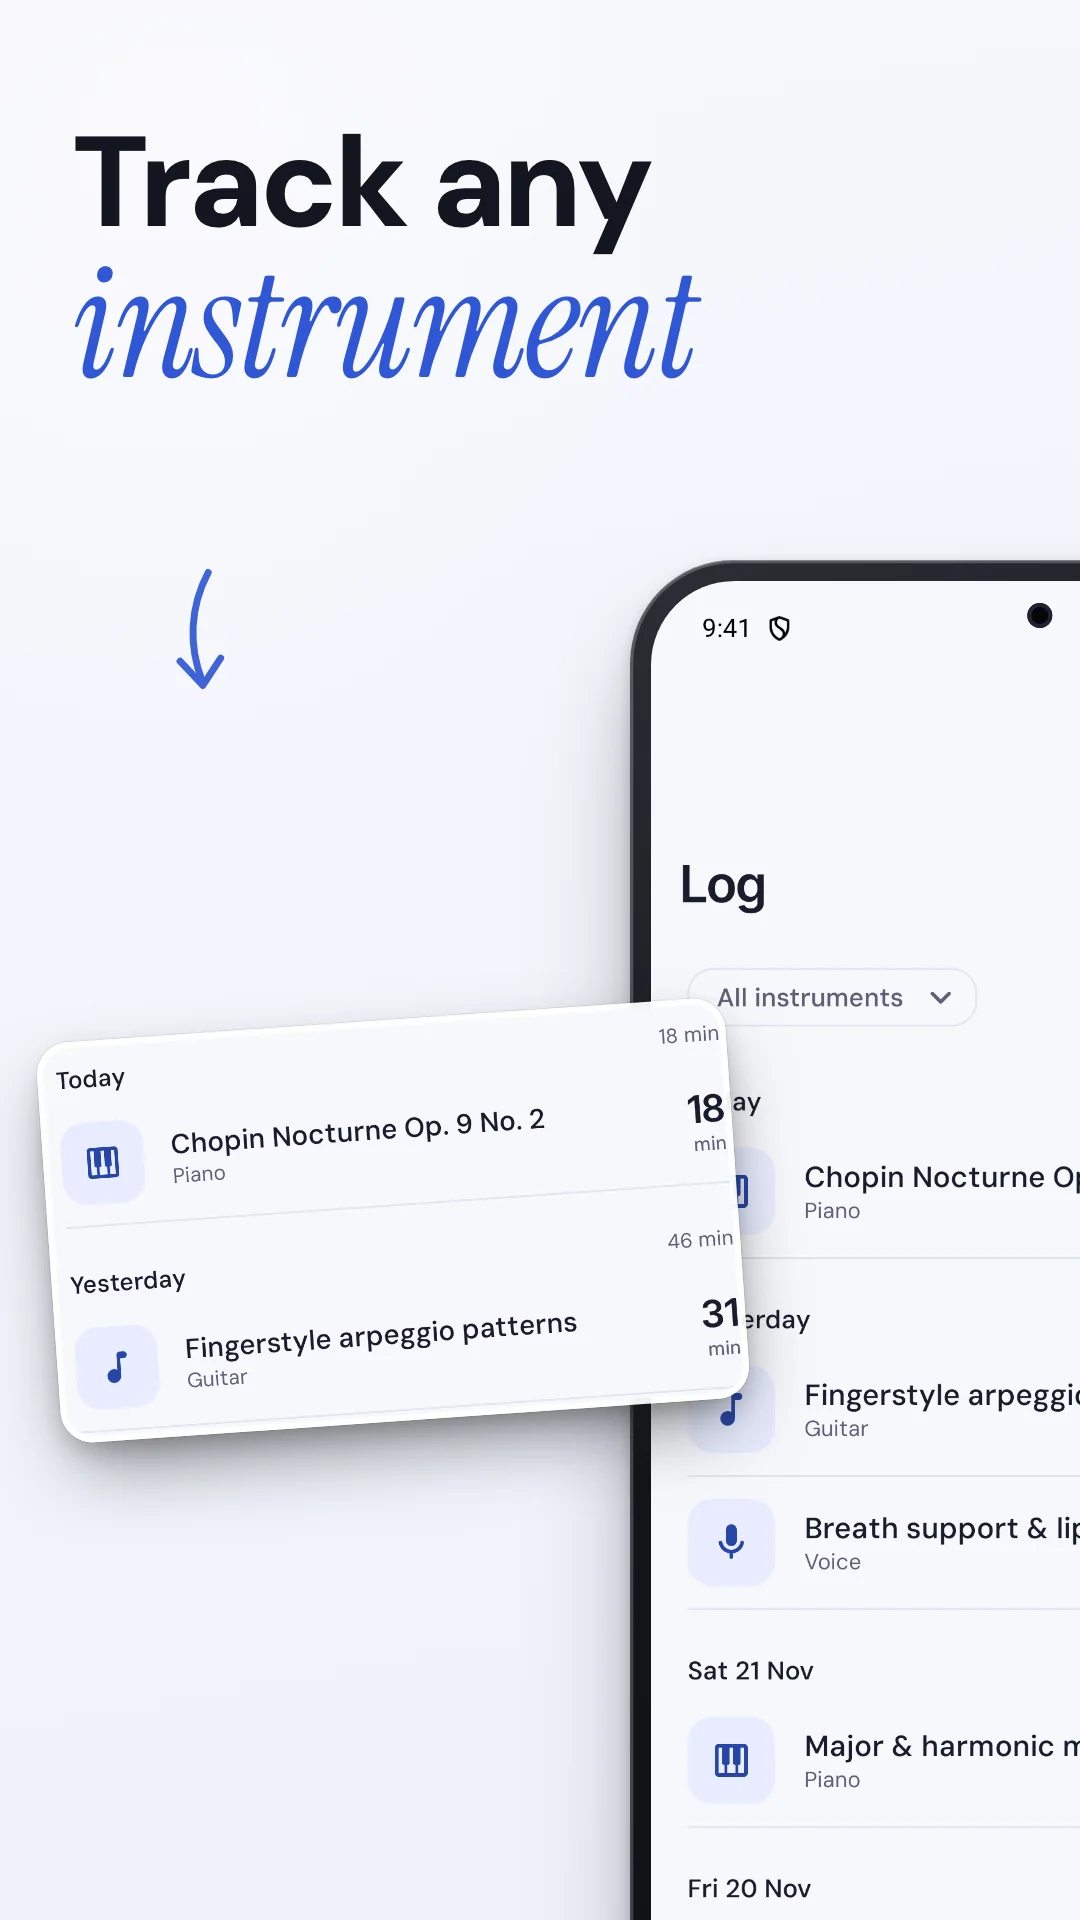 Track any
instrument
9:41
Log
All instruments
18 min
Today
Chopin Nocturne Op. 9 No. 2
Piano
18
min
46 min
Yesterday
Fingerstyle arpeggio patterns
Guitar
31
min
ay
Chopin Nocturne Op
Piano
erday
Fingerstyle arpeggio
Guitar
Breath support & lip
Voice
Sat 21 Nov
Major & harmonic m
Piano
Fri 20 Nov